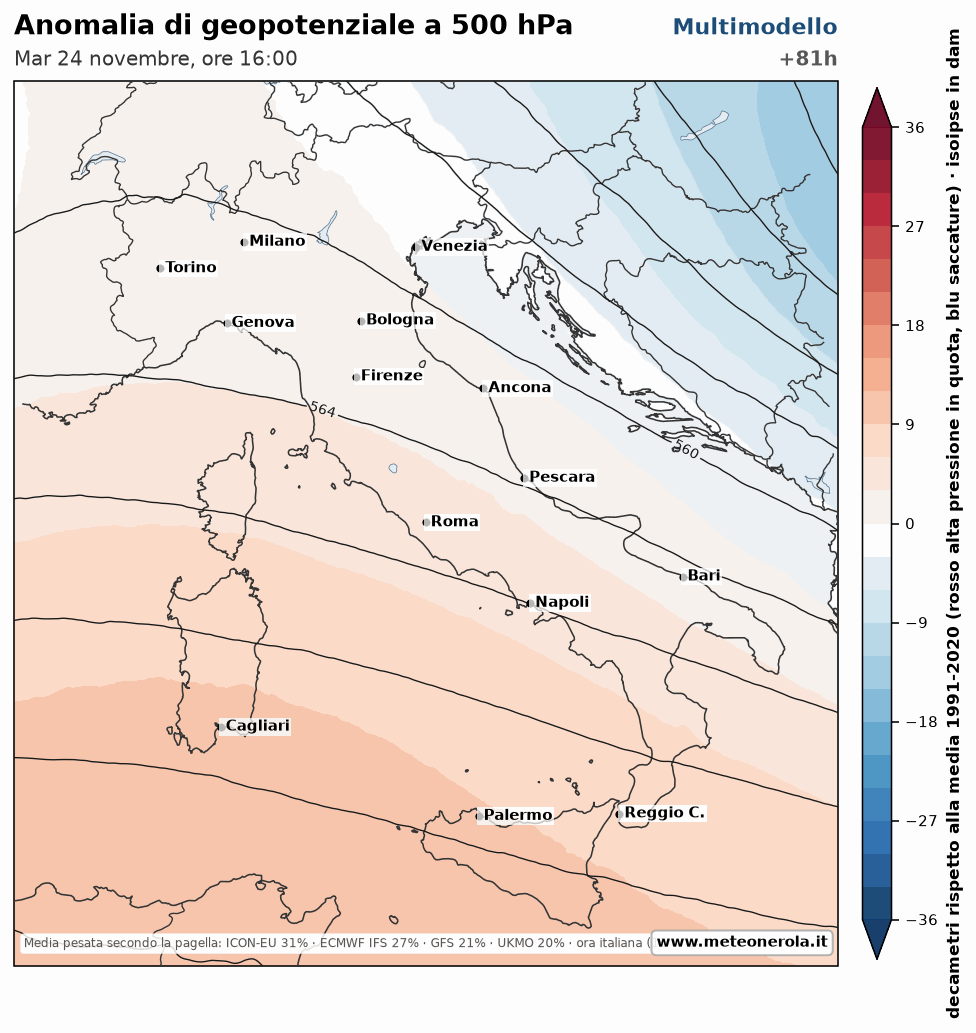 Anomalia di geopotenziale a 500 hPa
Multimodello
Mar 24 novembre, ore 16:00
+81h
Milano
Venezia
Torino
Genova
Bologna
Firenze
Ancona
564
560
Pescara
Roma
Bari
Napoli
Cagliari
Palermo
Reggio C.
Media pesata secondo la pagella: ICON-EU 31% · ECMWF IFS 27% · GFS 21% · UKMO 20% · ora italiana (
www.meteonerola.it
36
27
18
9
0
−9
−18
−27
−36
decametri rispetto alla media 1991-2020 (rosso alta pressione in quota, blu saccature) · isoipse in dam